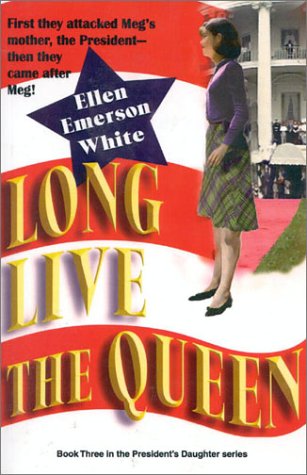 First they attacked Meg's
mother, the President—
then they
came after
Meg!
Ellen
Emerson
White
LONG
LIVE
THE QUEEN
Book Three in the President's Daughter series